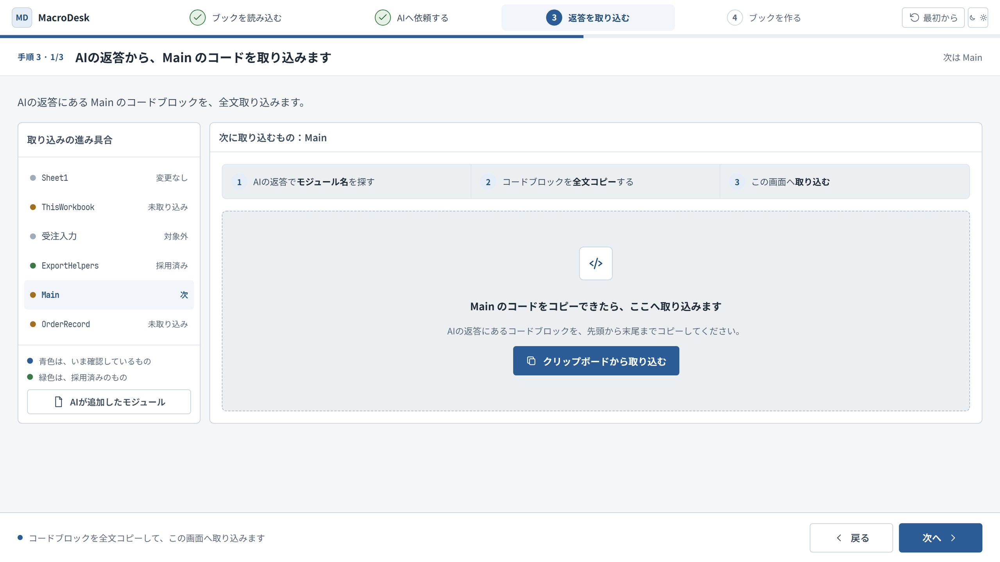 MD MacroDesk
ブックを読み込む
AIへ依頼する
3 返答を取り込む
4 ブックを作る
最初から
手順 3 · 1/3 AIの返答から、Main のコードを取り込みます
次は Main
AIの返答にある Main のコードブロックを、全文取り込みます。
取り込みの進み具合
Sheet1 変更なし
ThisWorkbook 未取り込み
受注入力 対象外
ExportHelpers 採用済み
Main 次
OrderRecord 未取り込み
青色は、いま確認しているもの
緑色は、採用済みのもの
AIが追加したモジュール
次に取り込むもの：Main
1 AIの返答でモジュール名を探す
2 コードブロックを全文コピーする
3 この画面へ取り込む
</>
Main のコードをコピーできたら、ここへ取り込みます
AIの返答にあるコードブロックを、先頭から末尾までコピーしてください。
クリップボードから取り込む
コードブロックを全文コピーして、この画面へ取り込みます
戻る
次へ